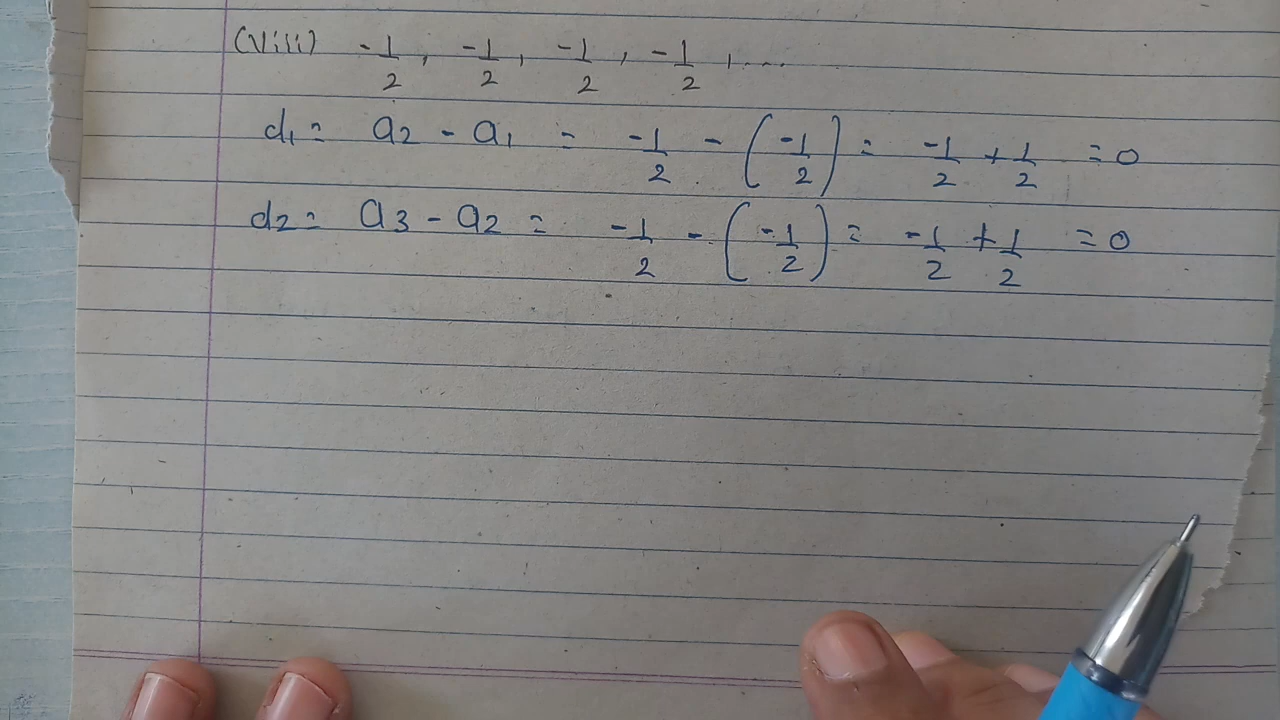 (viii) -1/2, -1/2, -1/2, -1/2, ....
d₁ = a₂ - a₁ = -1/2 - (-1/2) = -1/2 + 1/2 = 0
d₂ = a₃ - a₂ = -1/2 - (-1/2) = -1/2 + 1/2 = 0